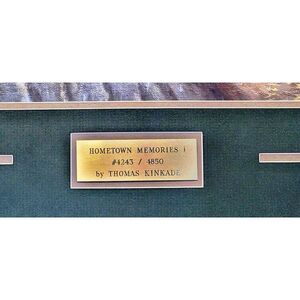 HOMETOWN MEMORIES I
#4243 / 4850
by THOMAS KINKADE